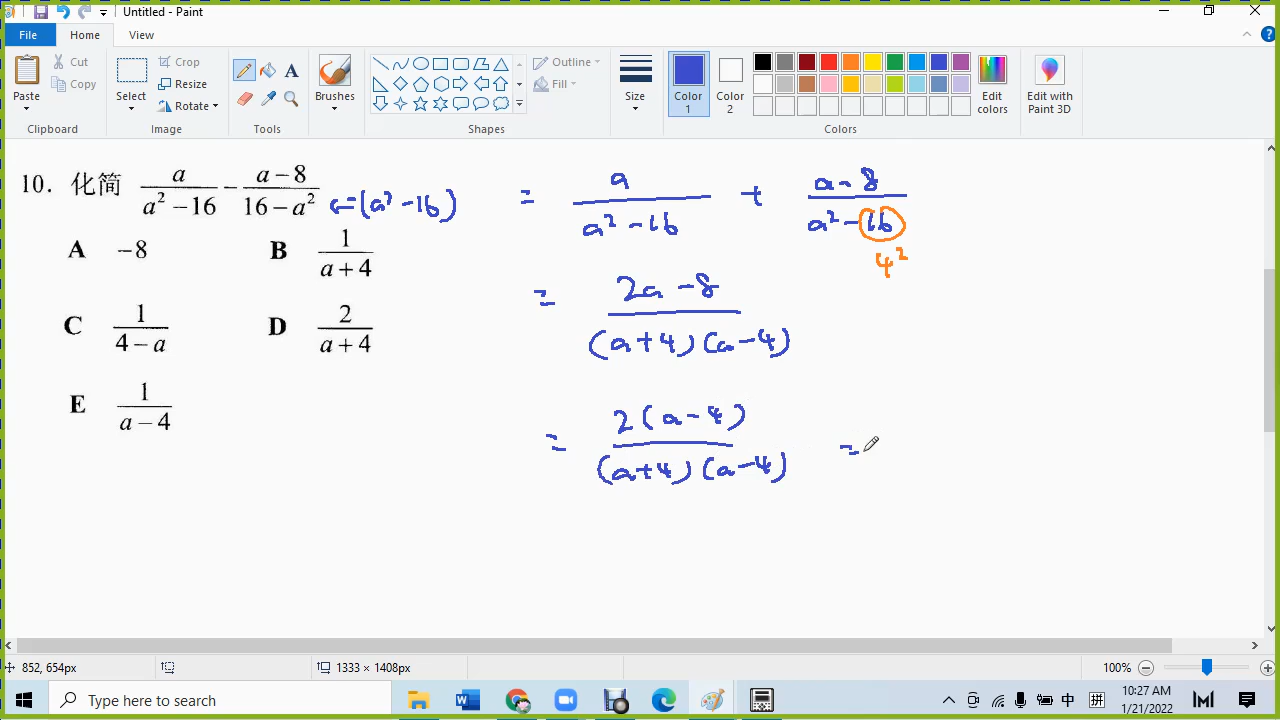 Untitled - Paint
File Home View
Paste Cut Copy Clipboard
Select Crop Resize Rotate Image
Tools
Brushes
Outline Fill Shapes
Size
Color 1 Color 2 Edit colors Colors
Edit with Paint 3D
10. 化简 a/(a² − 16) − (a − 8)/(16 − a²) ← −(a² − 16) = a/(a² − 16) + (a − 8)/(a² − 16)
4²
A −8 B 1/(a + 4)
= (2a − 8)/((a + 4)(a − 4))
C 1/(4 − a) D 2/(a + 4)
E 1/(a − 4)
= 2(a − 4)/((a + 4)(a − 4)) =
852, 654px 1333 × 1408px 100%
Type here to search
中 拼 10:27 AM
1/21/2022